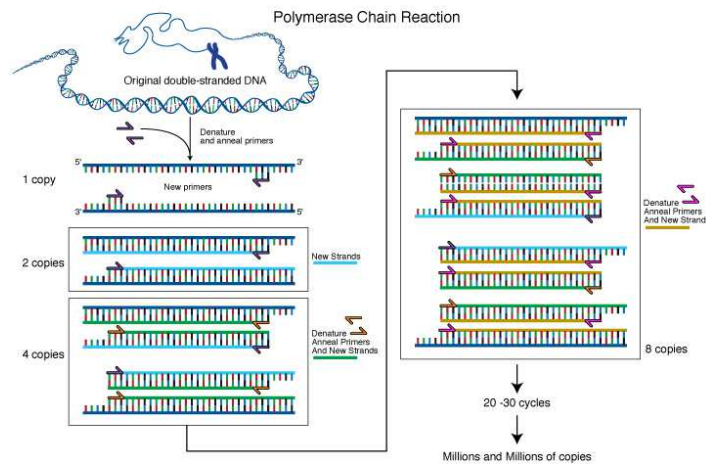 Polymerase Chain Reaction
Original double-stranded DNA
Denature
and anneal primers
5'
3'
1 copy
New primers
3'
5'
2 copies
New Strands
4 copies
Denature
Anneal Primers
And New Strands
Denature
Anneal Primers
And New Strand
8 copies
20 -30 cycles
Millions and Millions of copies